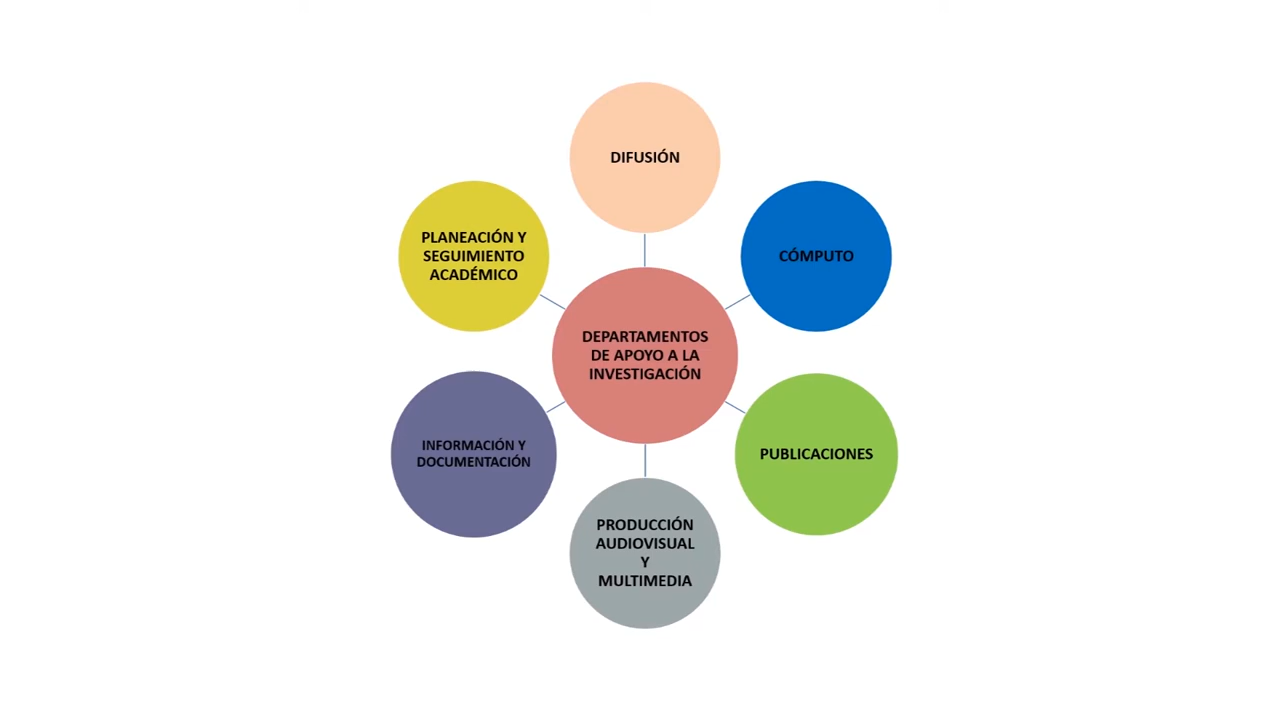 DIFUSIÓN
CÓMPUTO
PUBLICACIONES
PRODUCCIÓN
AUDIOVISUAL
Y
MULTIMEDIA
INFORMACIÓN Y
DOCUMENTACIÓN
PLANEACIÓN Y
SEGUIMIENTO
ACADÉMICO
DEPARTAMENTOS
DE APOYO A LA
INVESTIGACIÓN